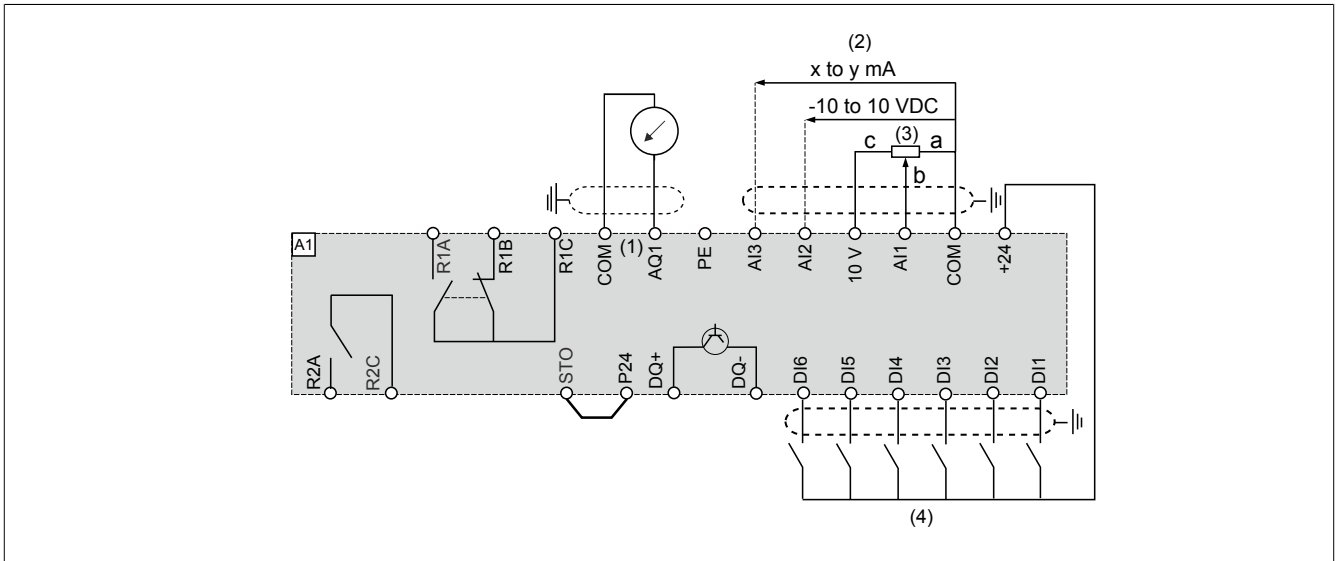 (2)
x to y mA
-10 to 10 VDC
c (3) a
b
A1
R1A R1B R1C COM (1) AQ1 PE AI3 AI2 10 V AI1 COM +24
R2A R2C STO P24 DQ+ DQ- DI6 DI5 DI4 DI3 DI2 DI1
(4)